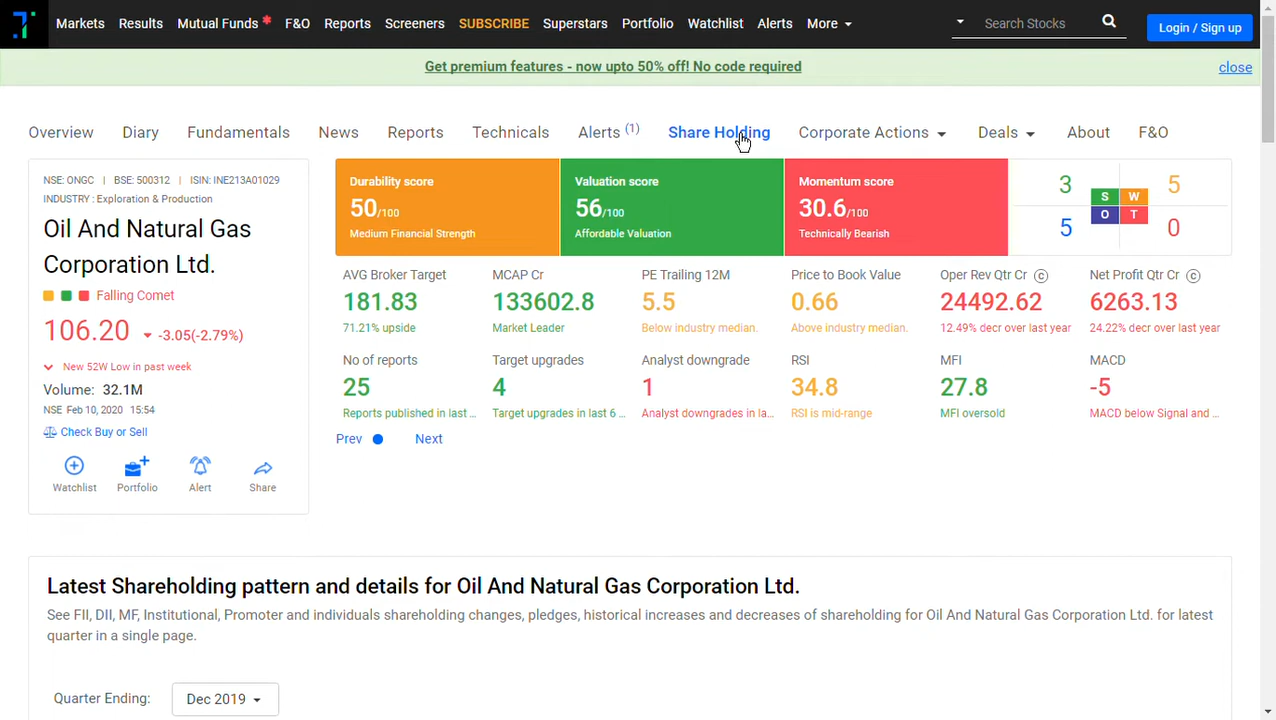 Markets Results Mutual Funds * F&O Reports Screeners SUBSCRIBE Superstars Portfolio Watchlist Alerts More Search Stocks Login / Sign up
Get premium features - now upto 50% off! No code required close
Overview Diary Fundamentals News Reports Technicals Alerts (1) Share Holding Corporate Actions Deals About F&O
NSE: ONGC | BSE: 500312 | ISIN: INE213A01029
INDUSTRY : Exploration & Production
Oil And Natural Gas
Corporation Ltd.
Falling Comet
106.20 -3.05(-2.79%)
New 52W Low in past week
Volume: 32.1M
NSE Feb 10, 2020 15:54
Check Buy or Sell
Watchlist Portfolio Alert Share
Durability score
50/100
Medium Financial Strength
Valuation score
56/100
Affordable Valuation
Momentum score
30.6/100
Technically Bearish
3 S W 5
5 O T 0
AVG Broker Target MCAP Cr PE Trailing 12M Price to Book Value Oper Rev Qtr Cr © Net Profit Qtr Cr ©
181.83 133602.8 5.5 0.66 24492.62 6263.13
71.21% upside Market Leader Below industry median. Above industry median. 12.49% decr over last year 24.22% decr over last year
No of reports Target upgrades Analyst downgrade RSI MFI MACD
25 4 1 34.8 27.8 -5
Reports published in last ... Target upgrades in last 6 ... Analyst downgrades in la... RSI is mid-range MFI oversold MACD below Signal and ...
Prev Next
Latest Shareholding pattern and details for Oil And Natural Gas Corporation Ltd.
See FII, DII, MF, Institutional, Promoter and individuals shareholding changes, pledges, historical increases and decreases of shareholding for Oil And Natural Gas Corporation Ltd. for latest
quarter in a single page.
Quarter Ending: Dec 2019